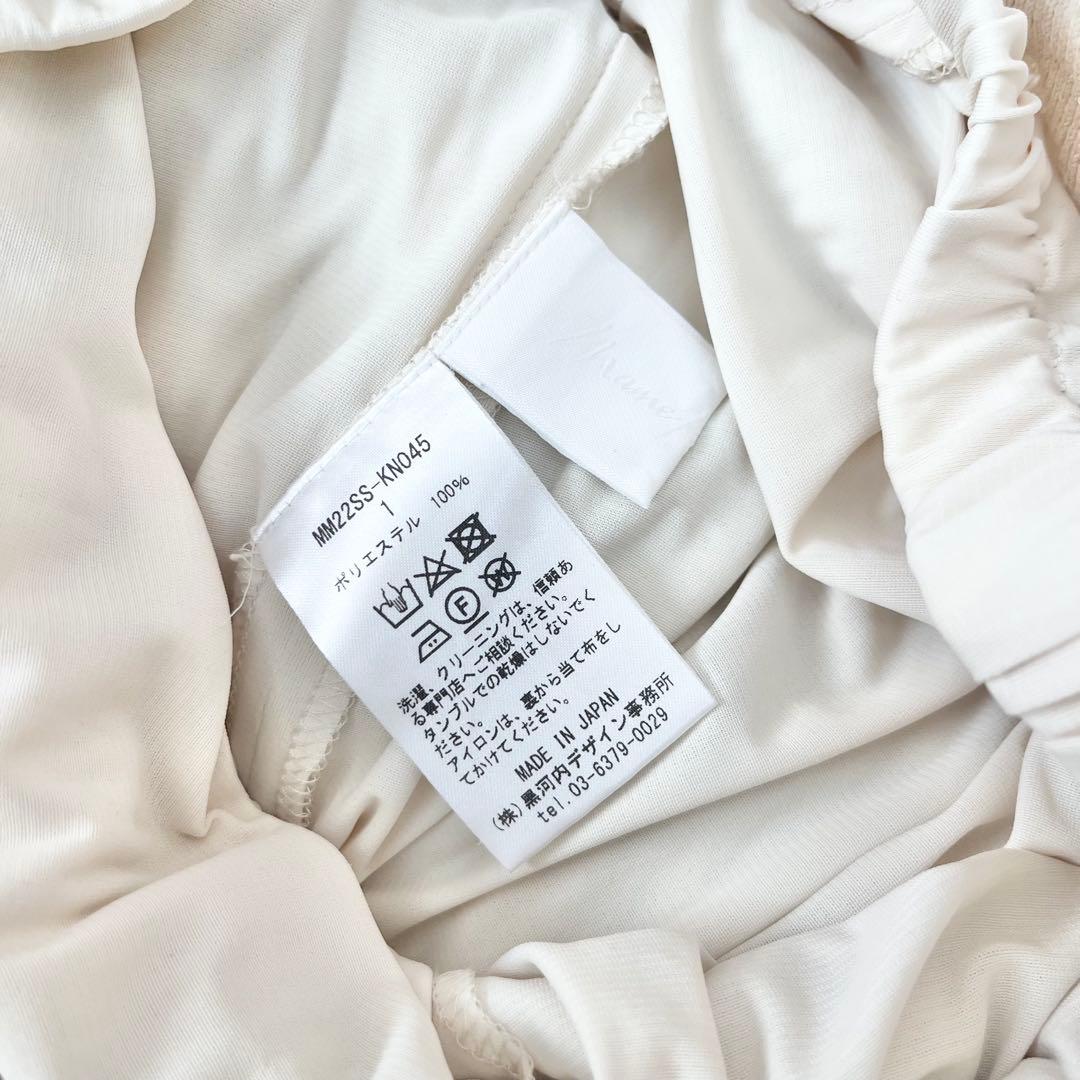 MM22SS-KN045
1
ポリエステル 100%
F
W
洗濯、クリーニングは、信頼あ
る専門店へご相談ください。
タンブルでの乾燥はしないでく
ださい。
アイロンは、裏から当て布をし
てかけてください。
MADE IN JAPAN
(株)黒河内デザイン事務所
tel.03-6379-0029